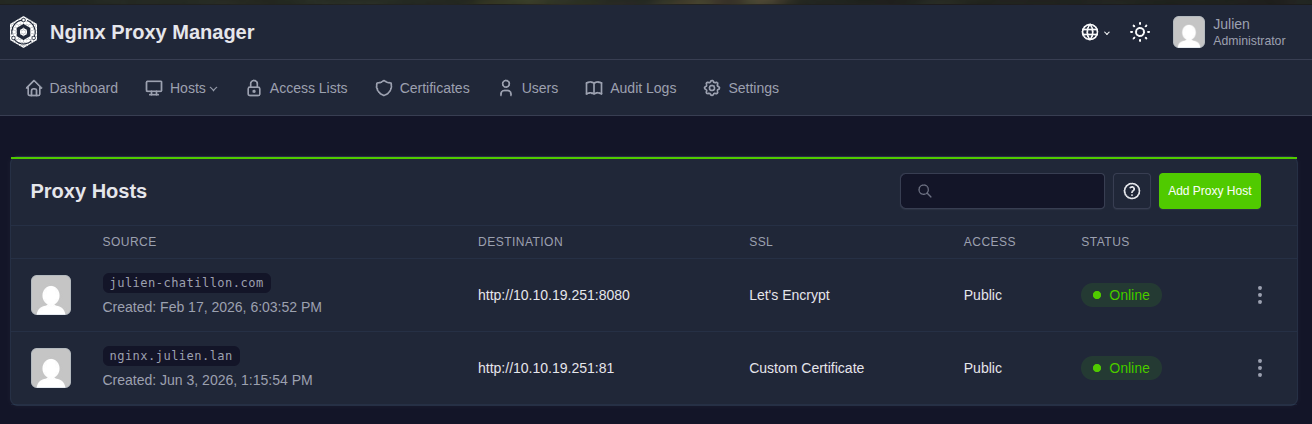 Nginx Proxy Manager
Julien
Administrator
Dashboard Hosts Access Lists Certificates Users Audit Logs Settings
Proxy Hosts
Add Proxy Host
SOURCE DESTINATION SSL ACCESS STATUS
julien-chatillon.com
Created: Feb 17, 2026, 6:03:52 PM
http://10.10.19.251:8080 Let's Encrypt Public Online
nginx.julien.lan
Created: Jun 3, 2026, 1:15:54 PM
http://10.10.19.251:81 Custom Certificate Public Online